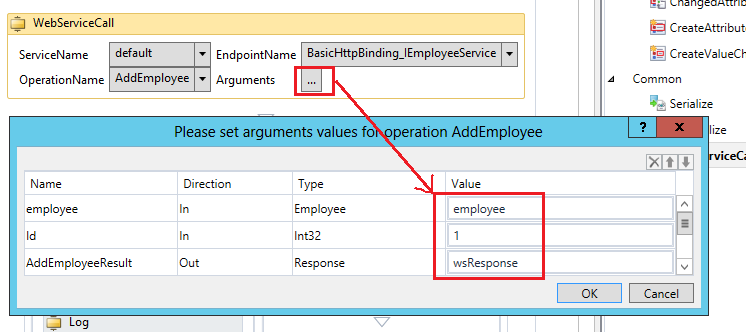 WebServiceCall
ServiceName default EndpointName BasicHttpBinding_IEmployeeService
OperationName AddEmployee Arguments ...
ChangedAttrib
CreateAttribut
CreateValueCh
Common
Serialize
alize
rviceCa
Please set arguments values for operation AddEmployee
? x
Name Direction Type Value
employee In Employee employee
Id In Int32 1
AddEmployeeResult Out Response wsResponse
OK Cancel
Log